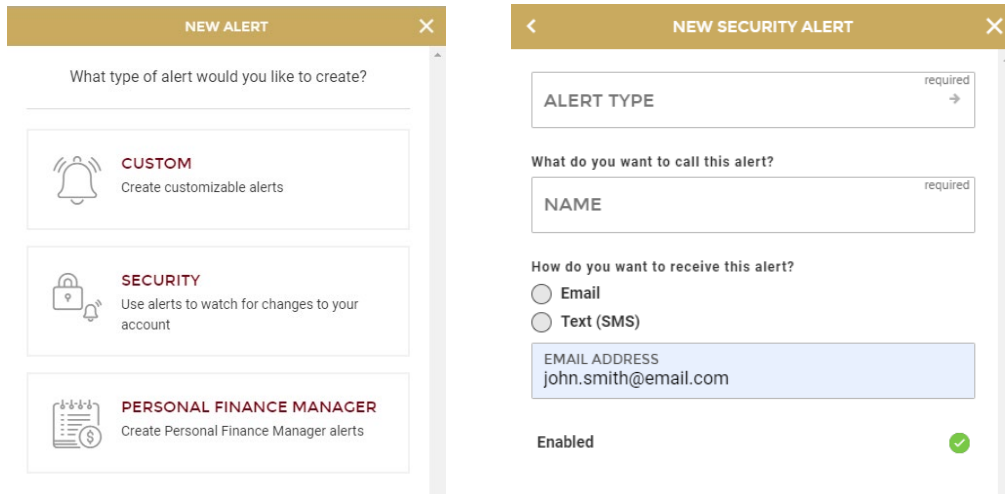 NEW ALERT
What type of alert would you like to create?
CUSTOM
Create customizable alerts
SECURITY
Use alerts to watch for changes to your
account
PERSONAL FINANCE MANAGER
Create Personal Finance Manager alerts
NEW SECURITY ALERT
required
ALERT TYPE
What do you want to call this alert?
required
NAME
How do you want to receive this alert?
Email
Text (SMS)
EMAIL ADDRESS
john.smith@email.com
Enabled